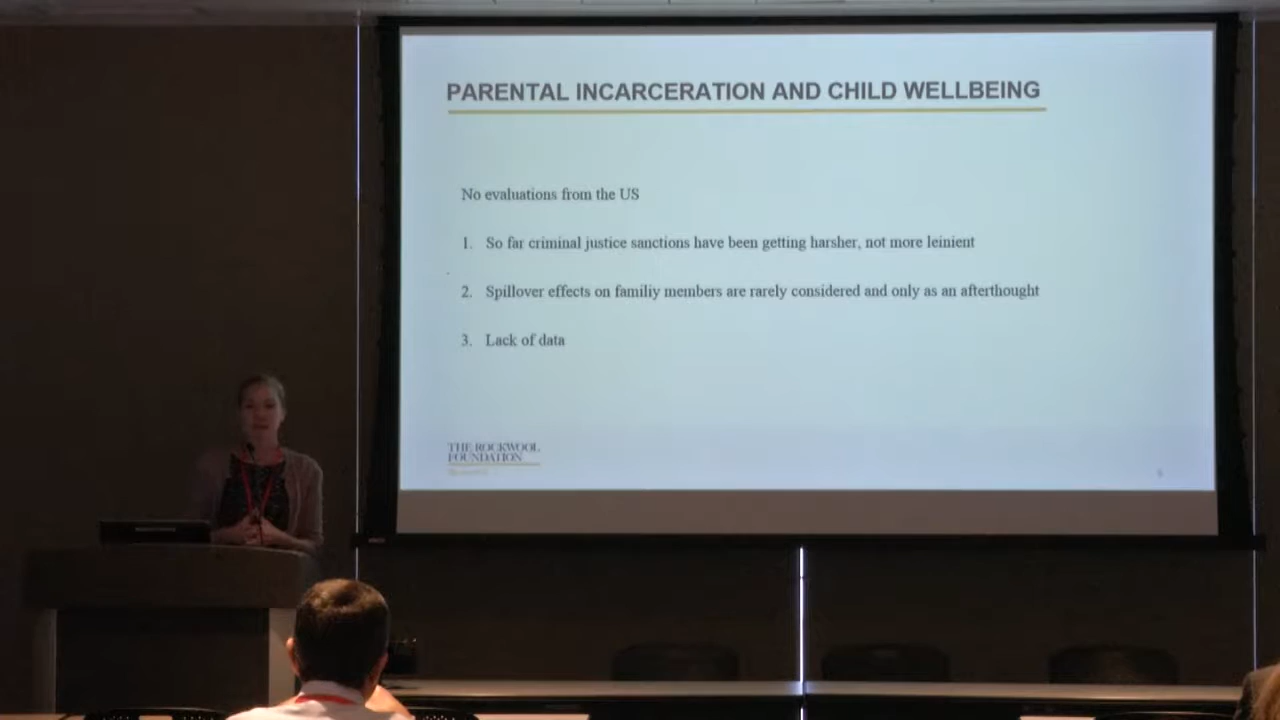 PARENTAL INCARCERATION AND CHILD WELLBEING
No evaluations from the US
1. So far criminal justice sanctions have been getting harsher, not more leinient
2. Spillover effects on familiy members are rarely considered and only as an afterthought
3. Lack of data
THE ROCKWOOL
FOUNDATION